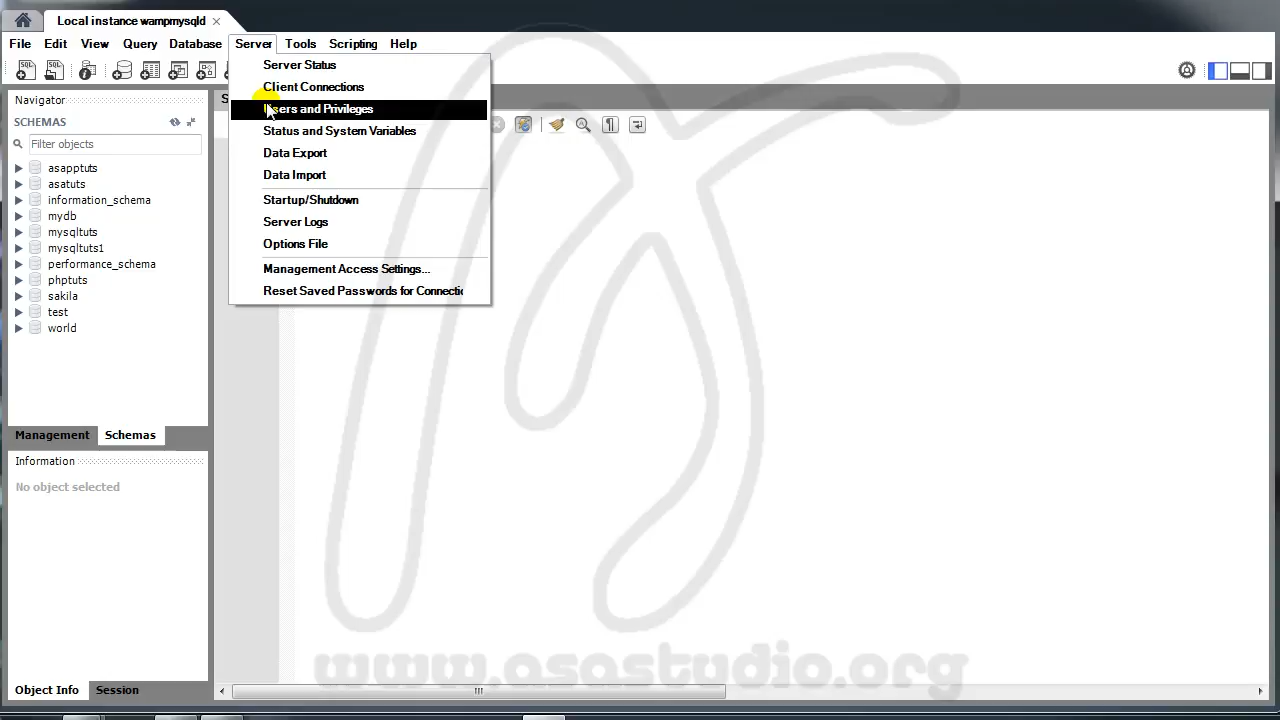 Local instance wampmysqld
File Edit View Query Database Server Tools Scripting Help
Server Status
Client Connections
Users and Privileges
Status and System Variables
Data Export
Data Import
Startup/Shutdown
Server Logs
Options File
Management Access Settings...
Reset Saved Passwords for Connectic
Navigator
SCHEMAS
Filter objects
asapptuts
asatuts
information_schema
mydb
mysqltuts
mysqltuts1
performance_schema
phptuts
sakila
test
world
Management Schemas
Information
No object selected
Object Info Session
www.asastudio.org